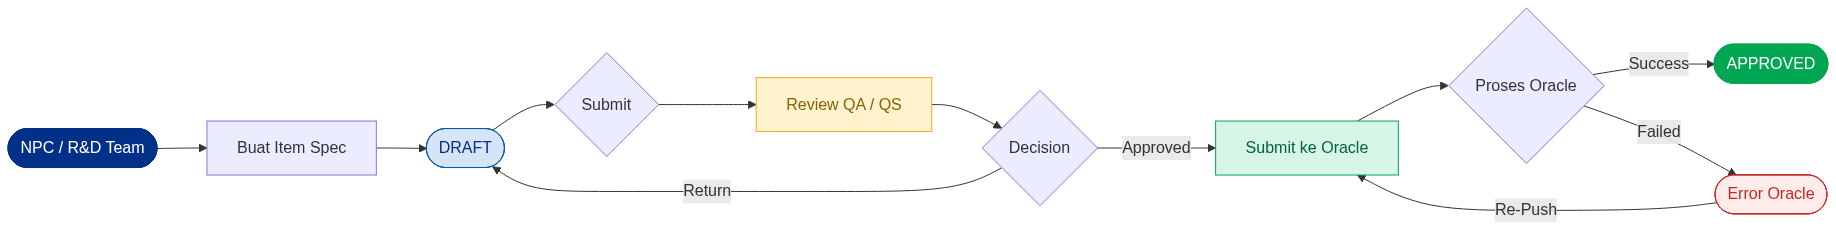 NPC / R&D Team
Buat Item Spec
DRAFT
Submit
Review QA / QS
Decision
Return
Approved
Submit ke Oracle
Proses Oracle
Success
APPROVED
Failed
Error Oracle
Re-Push